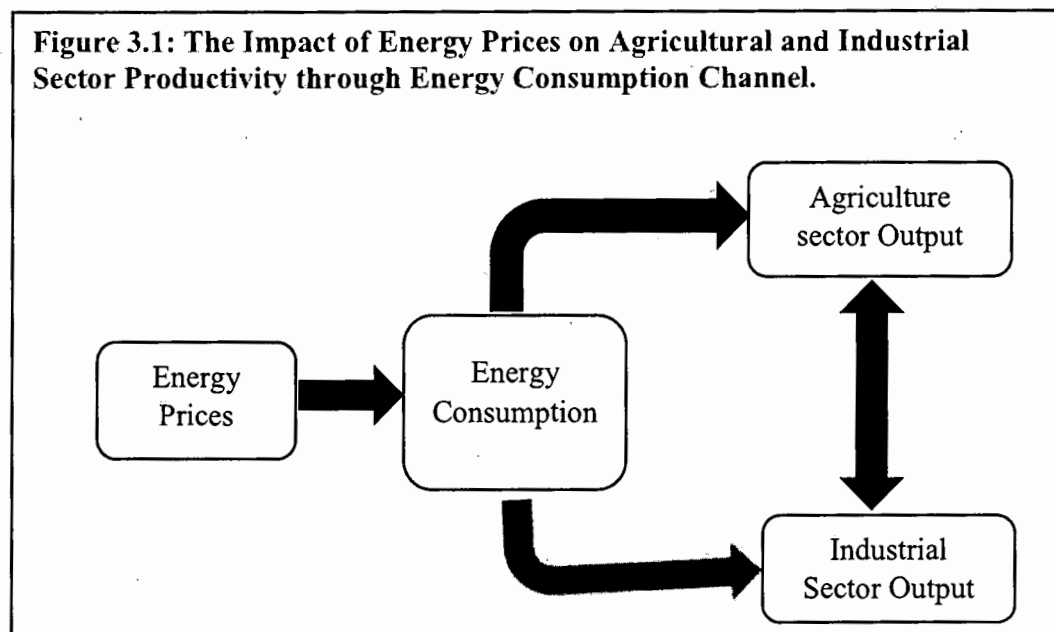 Figure 3.1: The Impact of Energy Prices on Agricultural and Industrial
Sector Productivity through Energy Consumption Channel.
Agriculture
sector Output
Energy
Prices
Energy
Consumption
Industrial
Sector Output